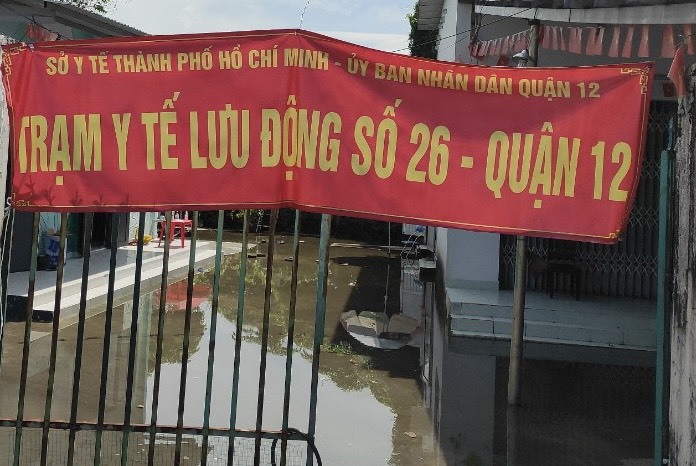 SỞ Y TẾ THÀNH PHỐ HỒ CHÍ MINH - ỦY BAN NHÂN DÂN QUẬN 12
TRẠM Y TẾ LƯU ĐỘNG SỐ 26 - QUẬN 12